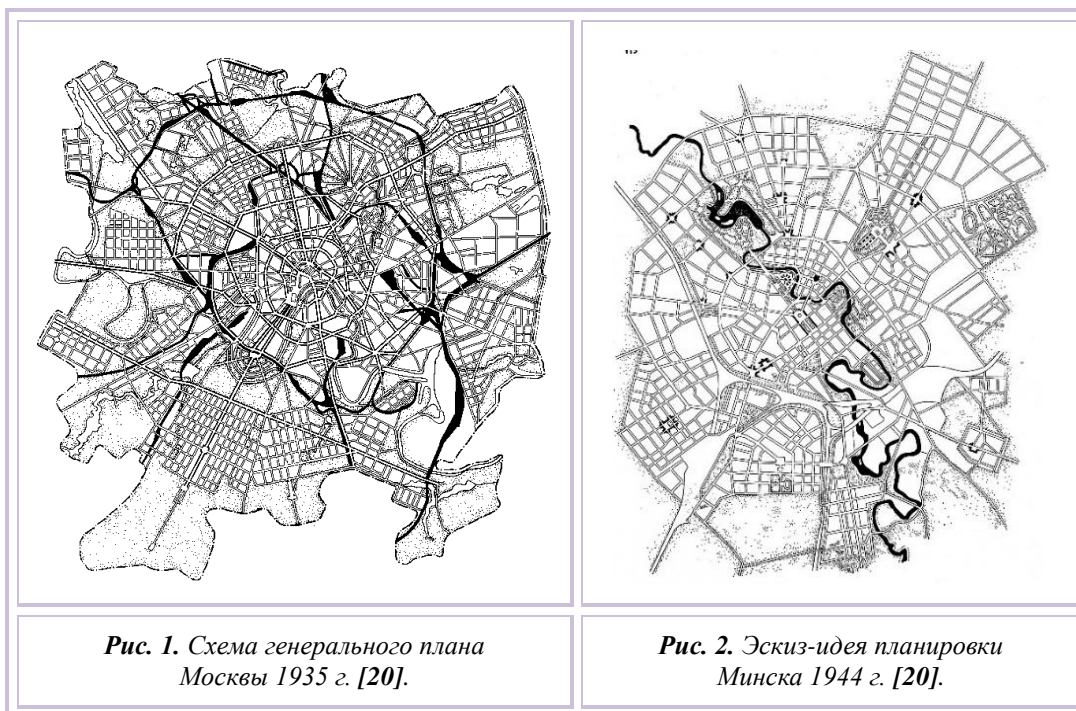 Рис. 1. Схема генерального плана
Москвы 1935 г. [20].
Рис. 2. Эскиз-идея планировки
Минска 1944 г. [20].